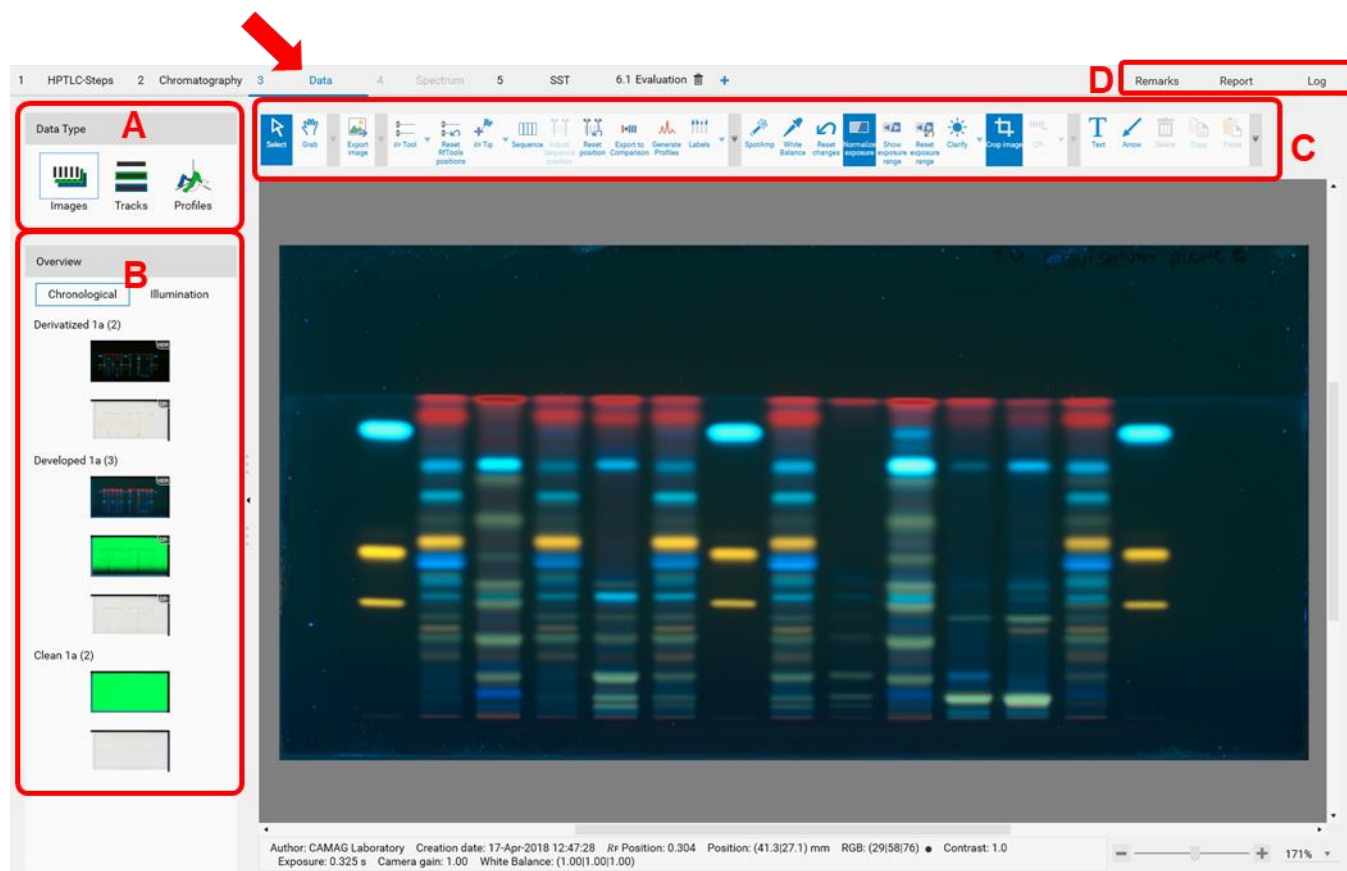 1 HPTLC-Steps 2 Chromatography 3 Data 4 Spectrum 5 SST 6.1 Evaluation + D Remarks Report Log
Data Type A
Images Tracks Profiles
Select Grab Export image RF Tool Reset RfTools positions RF Tip Sequence Adjust Sequence position Reset position Export to Comparison Generate Profiles Labels SpotAmp White Balance Reset changes Normalize exposure Show exposure range Reset exposure range Clarify Crop image Text Arrow Delete Copy Paste C
Overview B
Chronological Illumination
Derivatized 1a (2)
Developed 1a (3)
Clean 1a (2)
Author: CAMAG Laboratory Creation date: 17-Apr-2018 12:47:28 RF Position: 0.304 Position: (41.3|27.1) mm RGB: (29|58|76) Contrast: 1.0
Exposure: 0.325 s Camera gain: 1.00 White Balance: (1.00|1.00|1.00)
171%